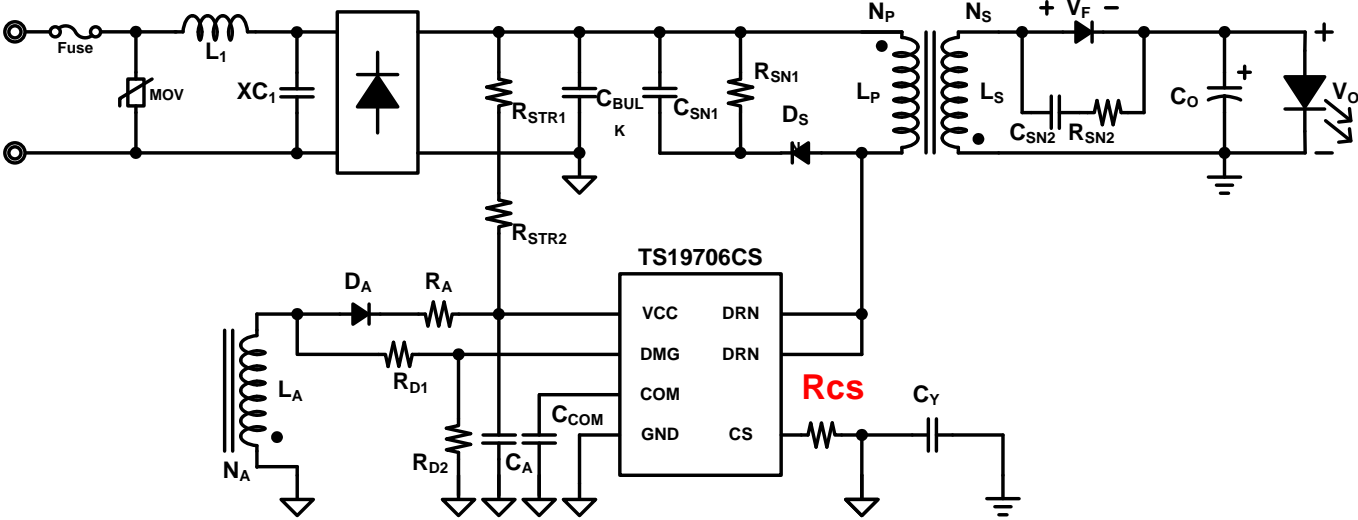 Fuse
MOV
L1
XC1
RSTR1
CBUL
K
CSN1
RSN1
DS
NP
NS
LP
LS
+ VF -
CSN2
RSN2
CO
+
+
VO
-
RSTR2
TS19706CS
VCC
DRN
DMG
DRN
COM
GND
CS
DA
RA
RD1
LA
NA
RD2
CA
CCOM
Rcs
CY